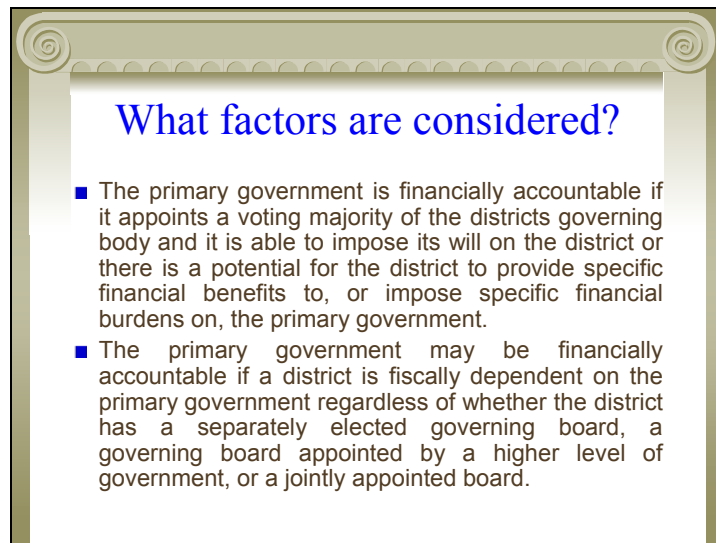 What factors are considered?
The primary government is financially accountable if
it appoints a voting majority of the districts governing
body and it is able to impose its will on the district or
there is a potential for the district to provide specific
financial benefits to, or impose specific financial
burdens on, the primary government.
The primary government may be financially
accountable if a district is fiscally dependent on the
primary government regardless of whether the district
has a separately elected governing board, a
governing board appointed by a higher level of
government, or a jointly appointed board.